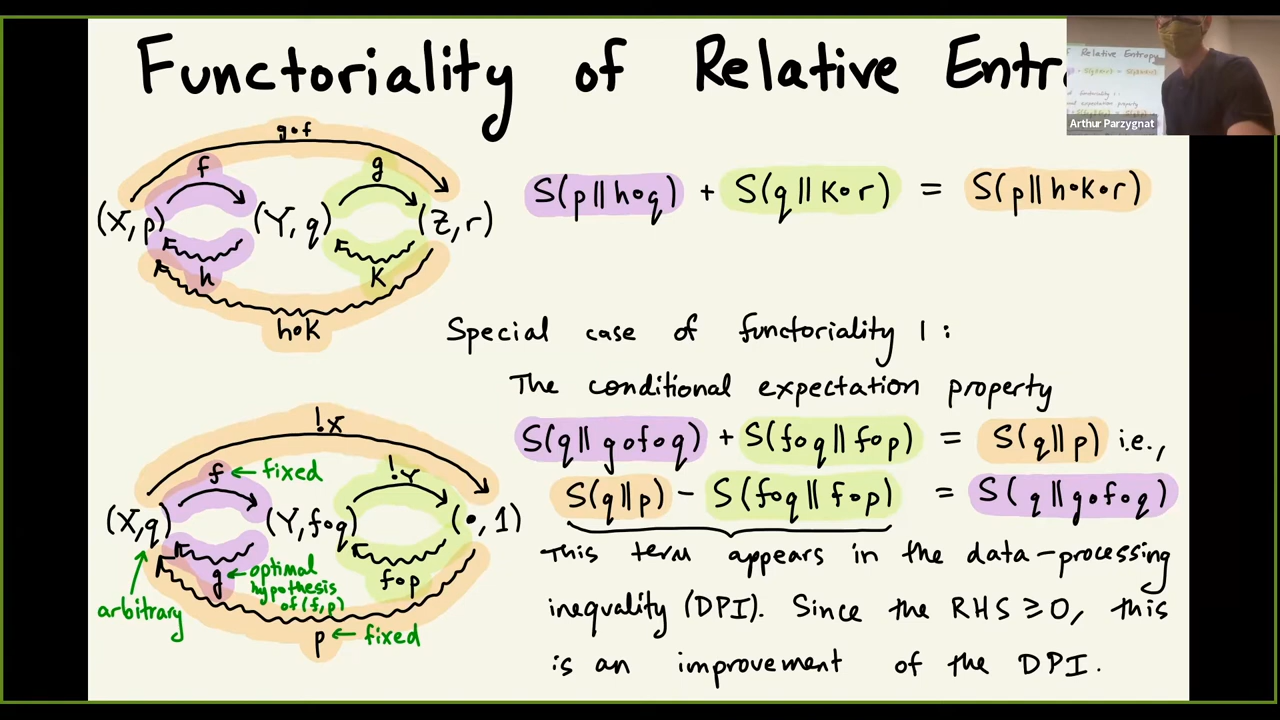 Functoriality of Relative Entr
Arthur Parzygnat
g∘f
f
g
(X,p) (Y,q) (Z,r)
h
K
h∘K
S(p||h∘q) + S(q||K∘r) = S(p||h∘K∘r)
Special case of functoriality 1:
The conditional expectation property
S(q||g∘f∘q) + S(f∘q||f∘p) = S(q||p) i.e.,
S(q||p) - S(f∘q||f∘p) = S(q||g∘f∘q)
This term appears in the data-processing
inequality (DPI). Since the RHS ≥ 0, this
is an improvement of the DPI.
!X
f ← fixed
!Y
(X,q) (Y,f∘q) (•,1)
g ← optimal
hypothesis
of (f,p)
f∘p
arbitrary
p ← fixed